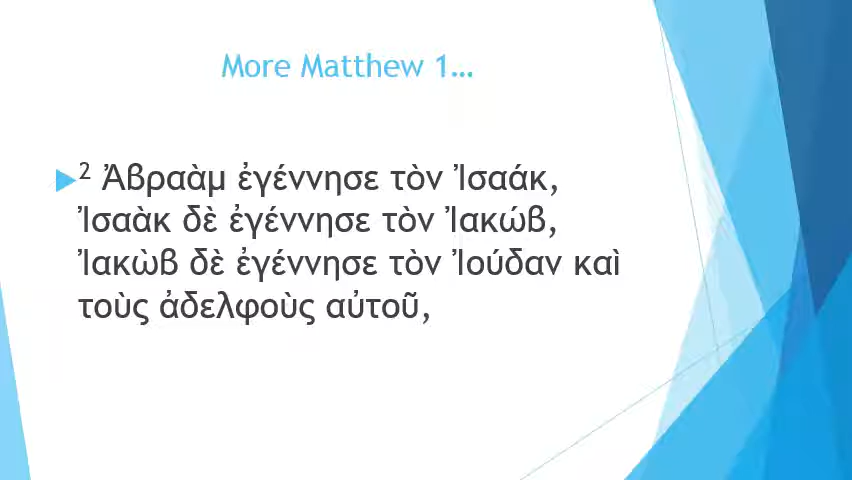 More Matthew 1…
² Ἀβραὰμ ἐγέννησε τὸν Ἰσαάκ,
Ἰσαὰκ δὲ ἐγέννησε τὸν Ἰακώβ,
Ἰακὼβ δὲ ἐγέννησε τὸν Ἰούδαν καὶ
τοὺς ἀδελφοὺς αὐτοῦ,